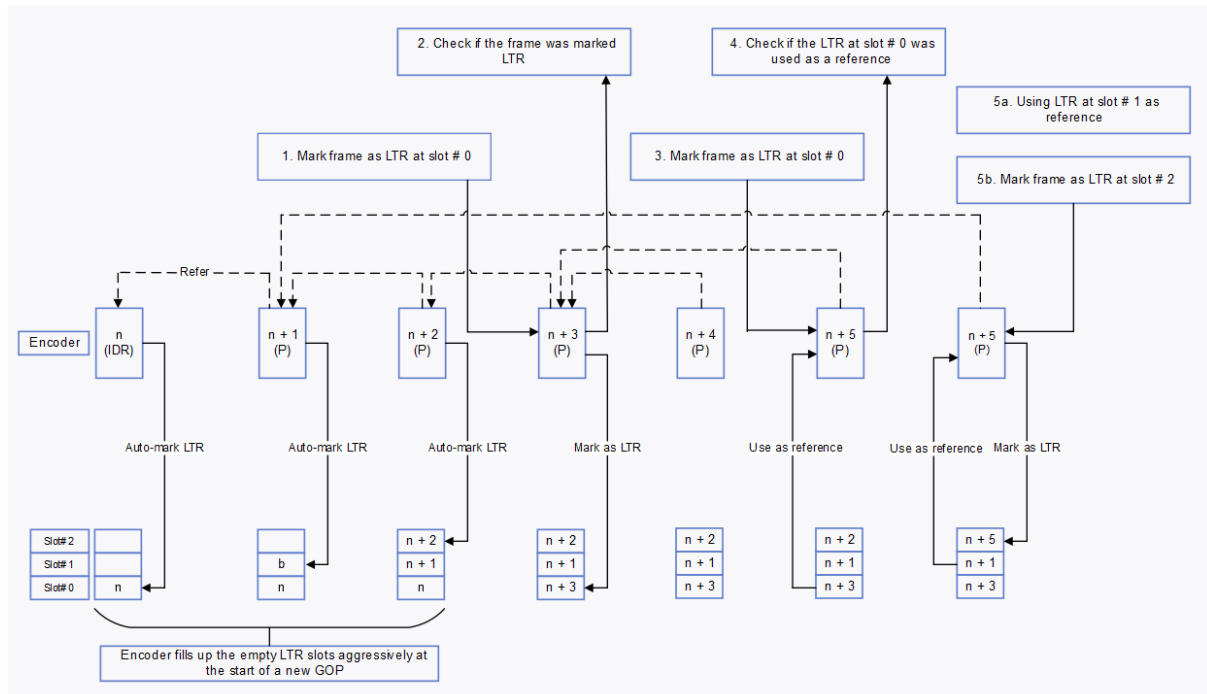 2. Check if the frame was marked
LTR
4. Check if the LTR at slot # 0 was
used as a reference
5a. Using LTR at slot # 1 as
reference
1. Mark frame as LTR at slot # 0
3. Mark frame as LTR at slot # 0
5b. Mark frame as LTR at slot # 2
Refer
Encoder
n
(IDR)
n + 1
(P)
n + 2
(P)
n + 3
(P)
n + 4
(P)
n + 5
(P)
n + 5
(P)
Auto-mark LTR
Auto-mark LTR
Auto-mark LTR
Mark as LTR
Use as reference
Use as reference
Mark as LTR
Slot# 2
n + 2
n + 2
n + 2
n + 2
n + 5
Slot# 1
b
n + 1
n + 1
n + 1
n + 1
n + 1
Slot# 0
n
n
n
n + 3
n + 3
n + 3
n + 3
Encoder fills up the empty LTR slots aggressively at
the start of a new GOP